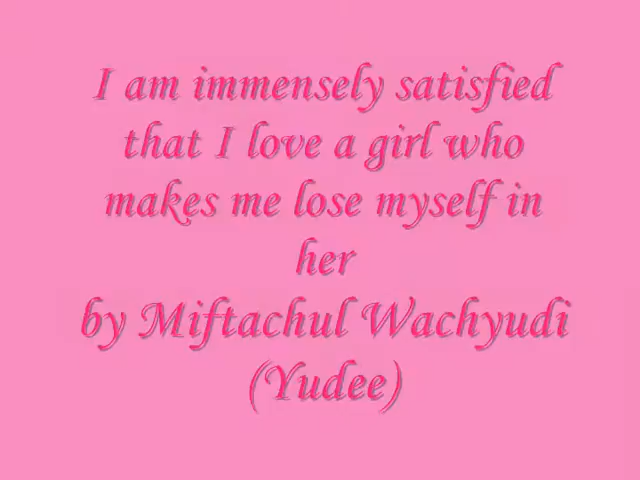 I am immensely satisfied
that I love a girl who
makes me lose myself in
her
by Miftachul Wachyudi
(Yudee)